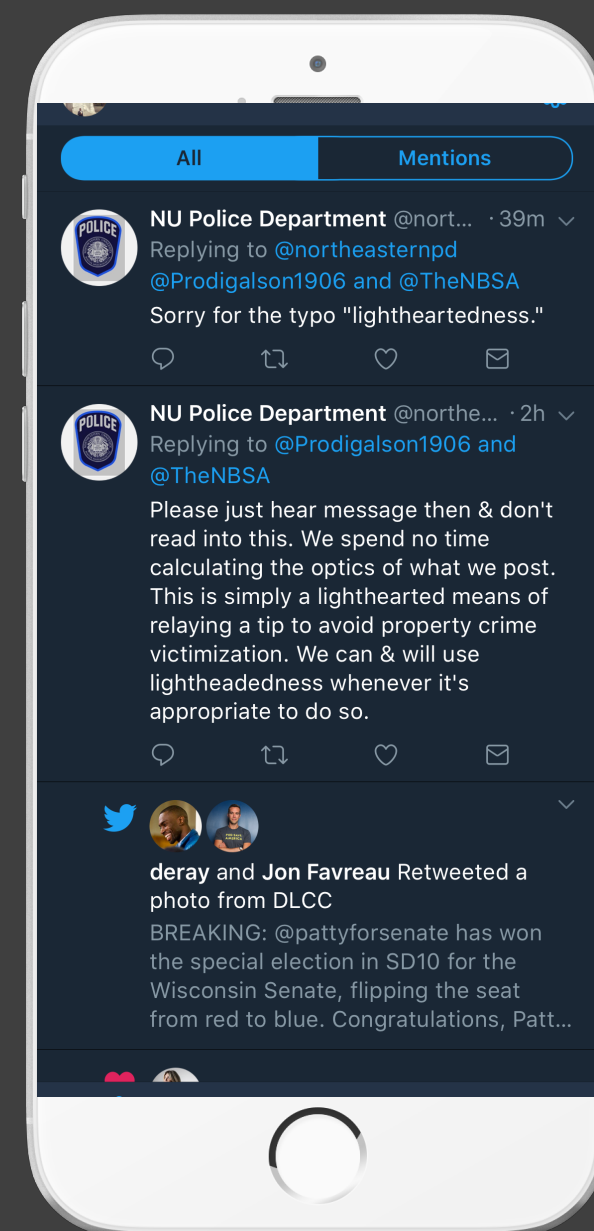 All Mentions
NU Police Department @nort... · 39m
Replying to @northeasternpd
@Prodigalson1906 and @TheNBSA
Sorry for the typo "lightheartedness."
NU Police Department @northe... · 2h
Replying to @Prodigalson1906 and
@TheNBSA
Please just hear message then & don't
read into this. We spend no time
calculating the optics of what we post.
This is simply a lighthearted means of
relaying a tip to avoid property crime
victimization. We can & will use
lightheadedness whenever it's
appropriate to do so.
deray and Jon Favreau Retweeted a
photo from DLCC
BREAKING: @pattyforsenate has won
the special election in SD10 for the
Wisconsin Senate, flipping the seat
from red to blue. Congratulations, Patt...
POLICE
POLICE